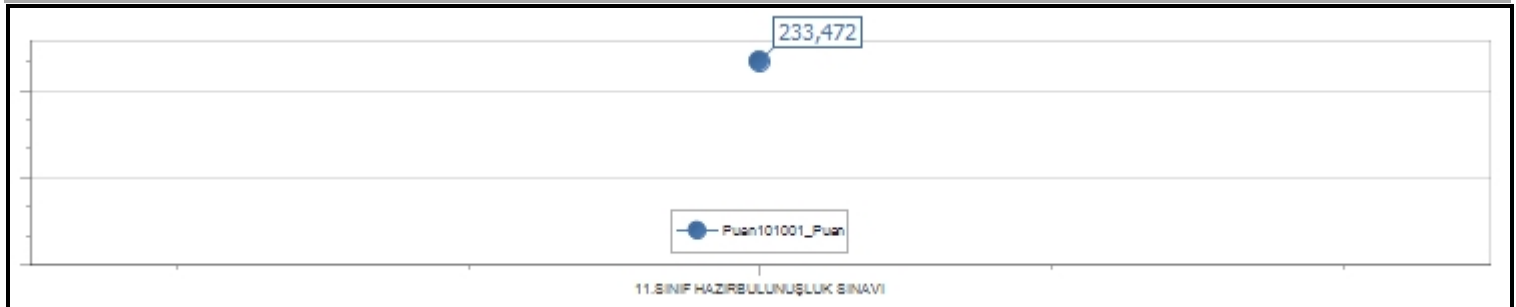 233,472
Puan101001_Puan
11.SINIF HAZIRBULUNUŞLUK SINAVI